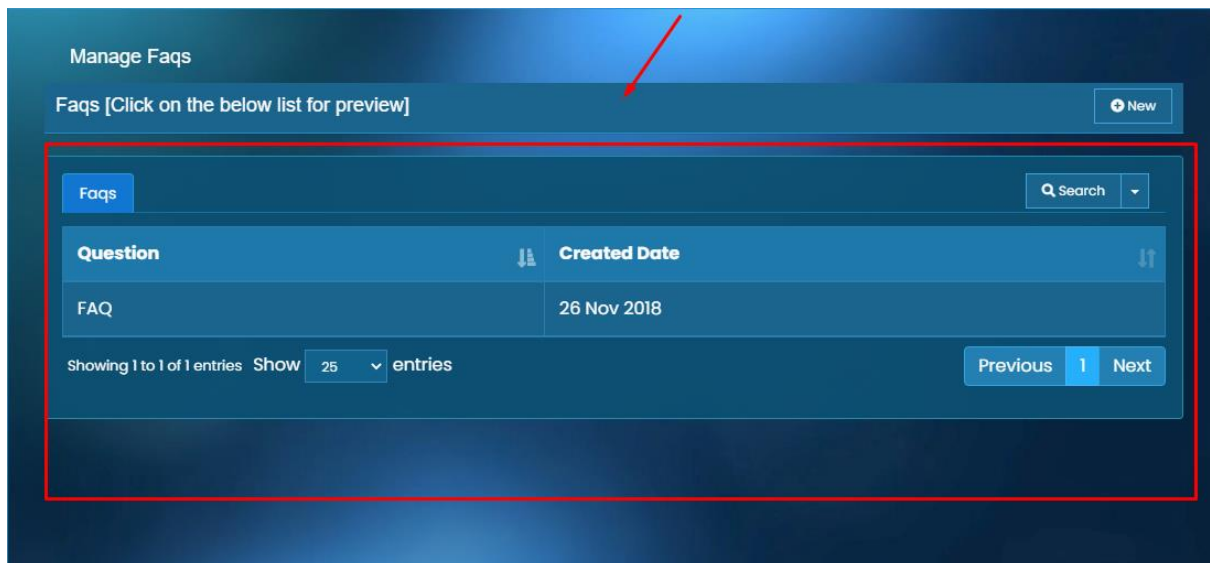 Manage Faqs
Faqs [Click on the below list for preview]
New
Faqs
Search
Question Created Date
FAQ 26 Nov 2018
Showing 1 to 1 of 1 entries Show 25 entries
Previous 1 Next